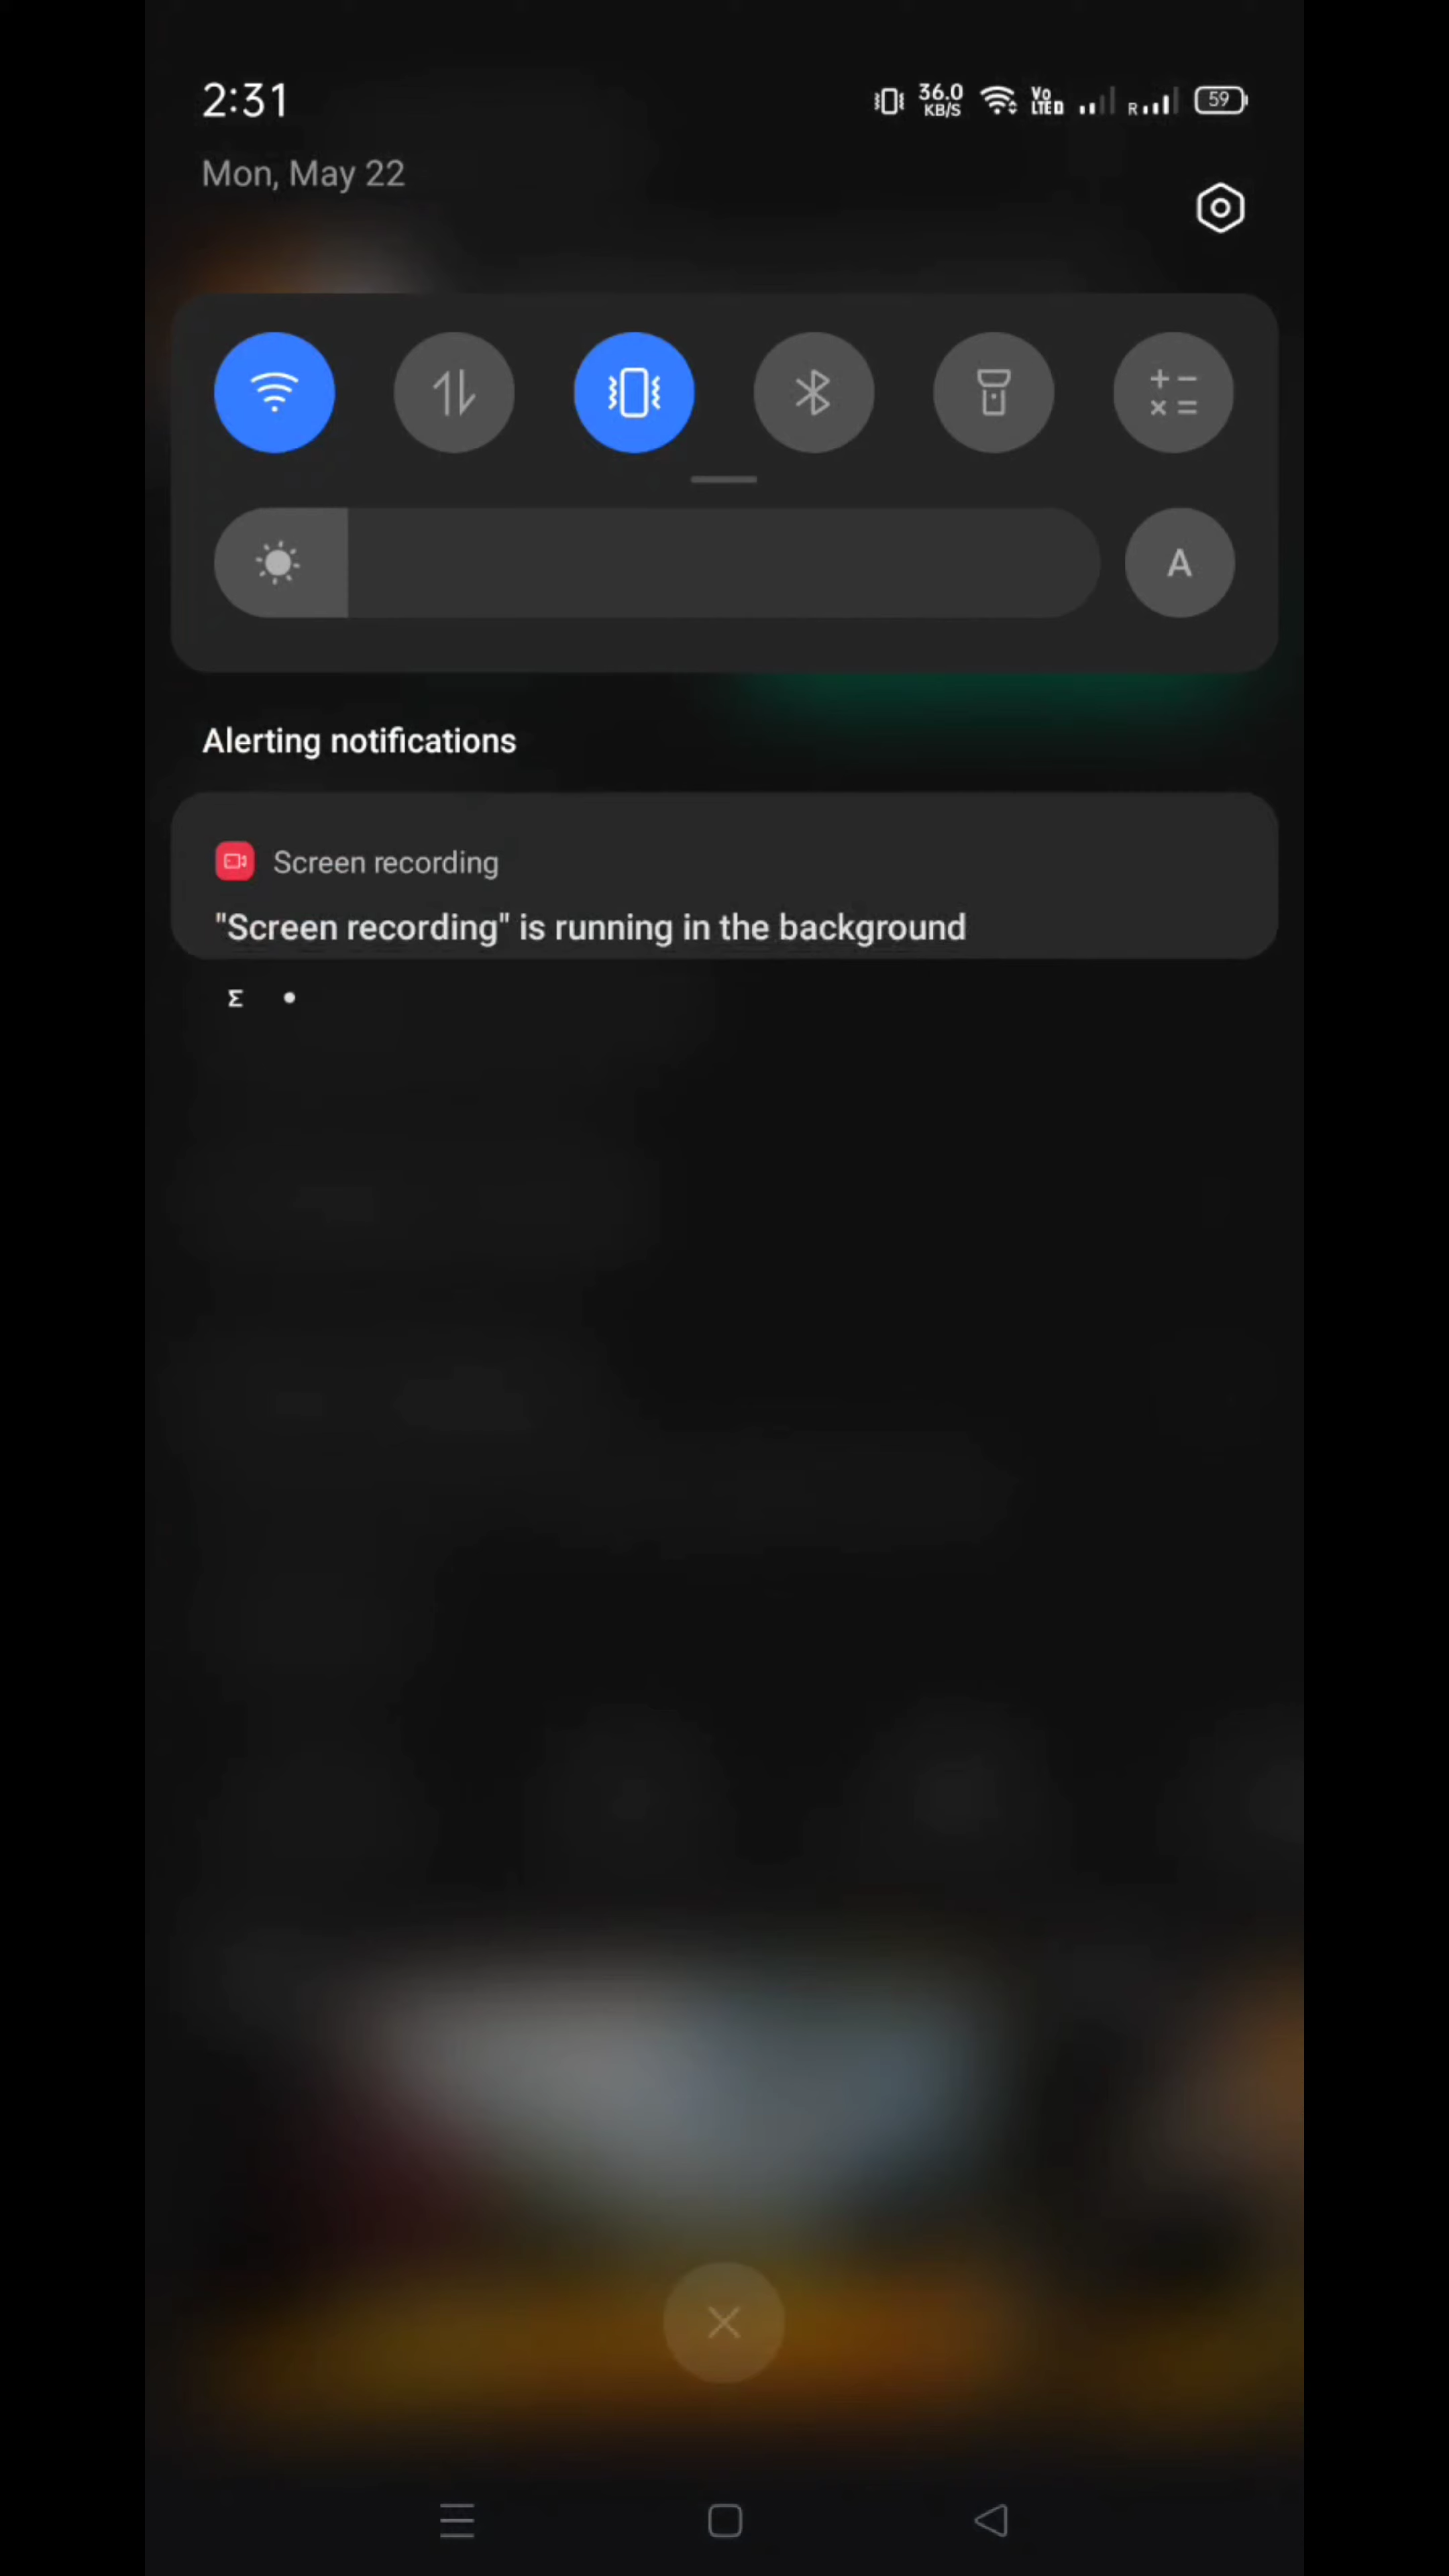 2:31
36.0
KB/S
Vo
LTE
R
59
Mon, May 22
A
Alerting notifications
Screen recording
"Screen recording" is running in the background
Σ